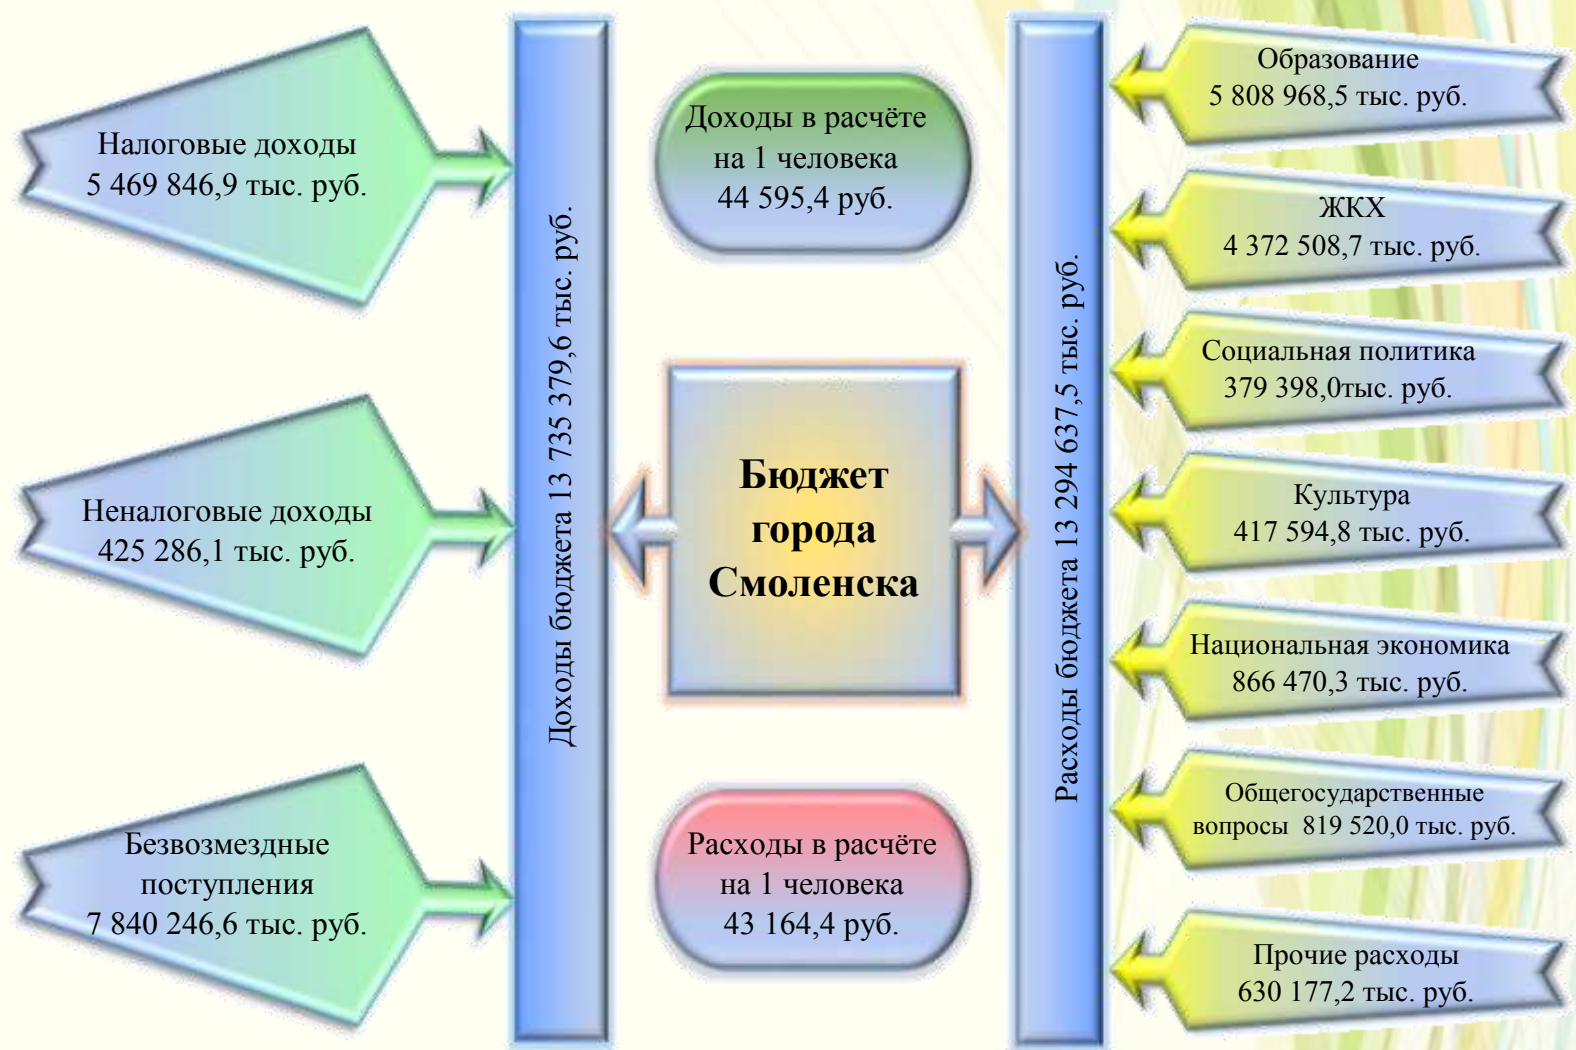 Налоговые доходы
5 469 846,9 тыс. руб.
Неналоговые доходы
425 286,1 тыс. руб.
Безвозмездные
поступления
7 840 246,6 тыс. руб.
Доходы бюджета 13 735 379,6 тыс. руб.
Доходы в расчёте
на 1 человека
44 595,4 руб.
Бюджет
города
Смоленска
Расходы в расчёте
на 1 человека
43 164,4 руб.
Расходы бюджета 13 294 637,5 тыс. руб.
Образование
5 808 968,5 тыс. руб.
ЖКХ
4 372 508,7 тыс. руб.
Социальная политика
379 398,0тыс. руб.
Культура
417 594,8 тыс. руб.
Национальная экономика
866 470,3 тыс. руб.
Общегосударственные
вопросы 819 520,0 тыс. руб.
Прочие расходы
630 177,2 тыс. руб.